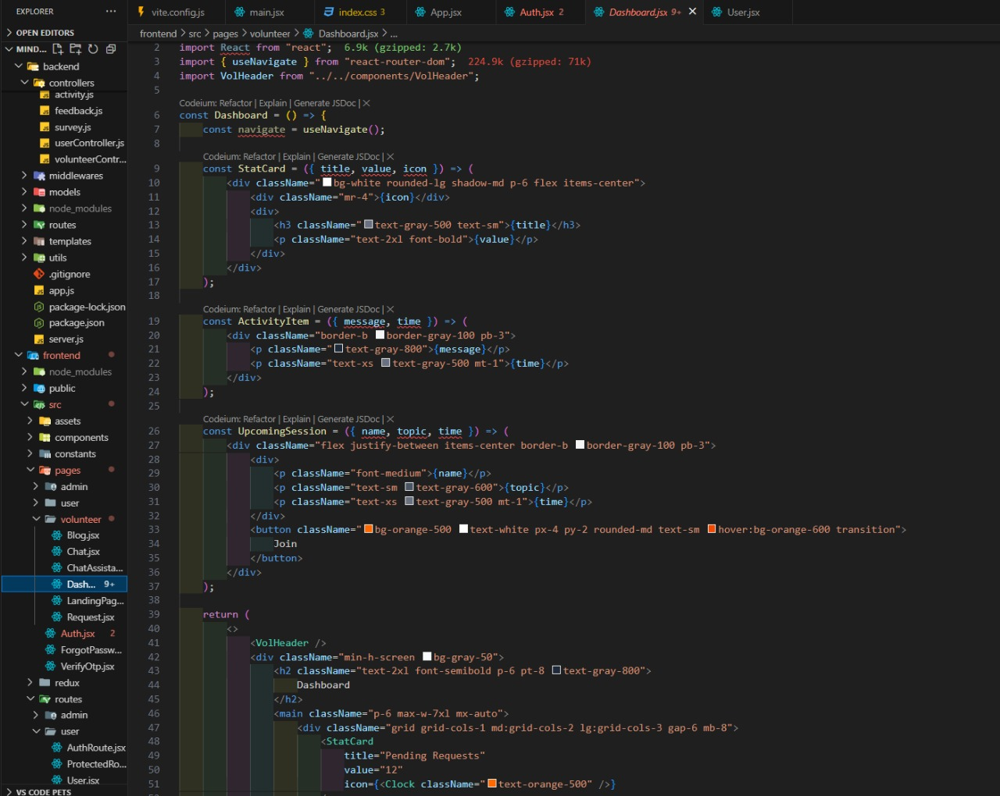 EXPLORER
···
vite.config.js
main.jsx
index.css 3
App.jsx
Auth.jsx 2
Dashboard.jsx 9+
User.jsx
OPEN EDITORS
MIND...
backend
controllers
activity.js
feedback.js
survey.js
userController.js
volunteerContr...
middlewares
models
node_modules
routes
templates
utils
.gitignore
app.js
package-lock.json
package.json
server.js
frontend
node_modules
public
src
assets
components
constants
pages
admin
user
volunteer
Blog.jsx
Chat.jsx
ChatAssista...
Dash... 9+
LandingPag...
Request.jsx
Auth.jsx 2
ForgotPassw...
VerifyOtp.jsx
redux
routes
admin
user
AuthRoute.jsx
ProtectedRo...
User.jsx
VS CODE PETS
frontend > src > pages > volunteer > Dashboard.jsx > ...
2 import React from "react"; 6.9k (gzipped: 2.7k)
3 import { useNavigate } from "react-router-dom"; 224.9k (gzipped: 71k)
4 import VolHeader from "../../components/VolHeader";
5
Codeium: Refactor | Explain | Generate JSDoc | X
6 const Dashboard = () => {
7 const navigate = useNavigate();
8
Codeium: Refactor | Explain | Generate JSDoc | X
9 const StatCard = ({ title, value, icon }) => (
10 <div className="bg-white rounded-lg shadow-md p-6 flex items-center">
11 <div className="mr-4">{icon}</div>
12 <div>
13 <h3 className="text-gray-500 text-sm">{title}</h3>
14 <p className="text-2xl font-bold">{value}</p>
15 </div>
16 </div>
17 );
18
Codeium: Refactor | Explain | Generate JSDoc | X
19 const ActivityItem = ({ message, time }) => (
20 <div className="border-b border-gray-100 pb-3">
21 <p className="text-gray-800">{message}</p>
22 <p className="text-xs text-gray-500 mt-1">{time}</p>
23 </div>
24 );
25
Codeium: Refactor | Explain | Generate JSDoc | X
26 const UpcomingSession = ({ name, topic, time }) => (
27 <div className="flex justify-between items-center border-b border-gray-100 pb-3">
28 <div>
29 <p className="font-medium">{name}</p>
30 <p className="text-sm text-gray-600">{topic}</p>
31 <p className="text-xs text-gray-500 mt-1">{time}</p>
32 </div>
33 <button className="bg-orange-500 text-white px-4 py-2 rounded-md text-sm hover:bg-orange-600 transition">
34 Join
35 </button>
36 </div>
37 );
38
39 return (
40 <>
41 <VolHeader />
42 <div className="min-h-screen bg-gray-50">
43 <h2 className="text-2xl font-semibold p-6 pt-8 text-gray-800">
44 Dashboard
45 </h2>
46 <main className="p-6 max-w-7xl mx-auto">
47 <div className="grid grid-cols-1 md:grid-cols-2 lg:grid-cols-3 gap-6 mb-8">
48 <StatCard
49 title="Pending Requests"
50 value="12"
51 icon={<Clock className="text-orange-500" />}